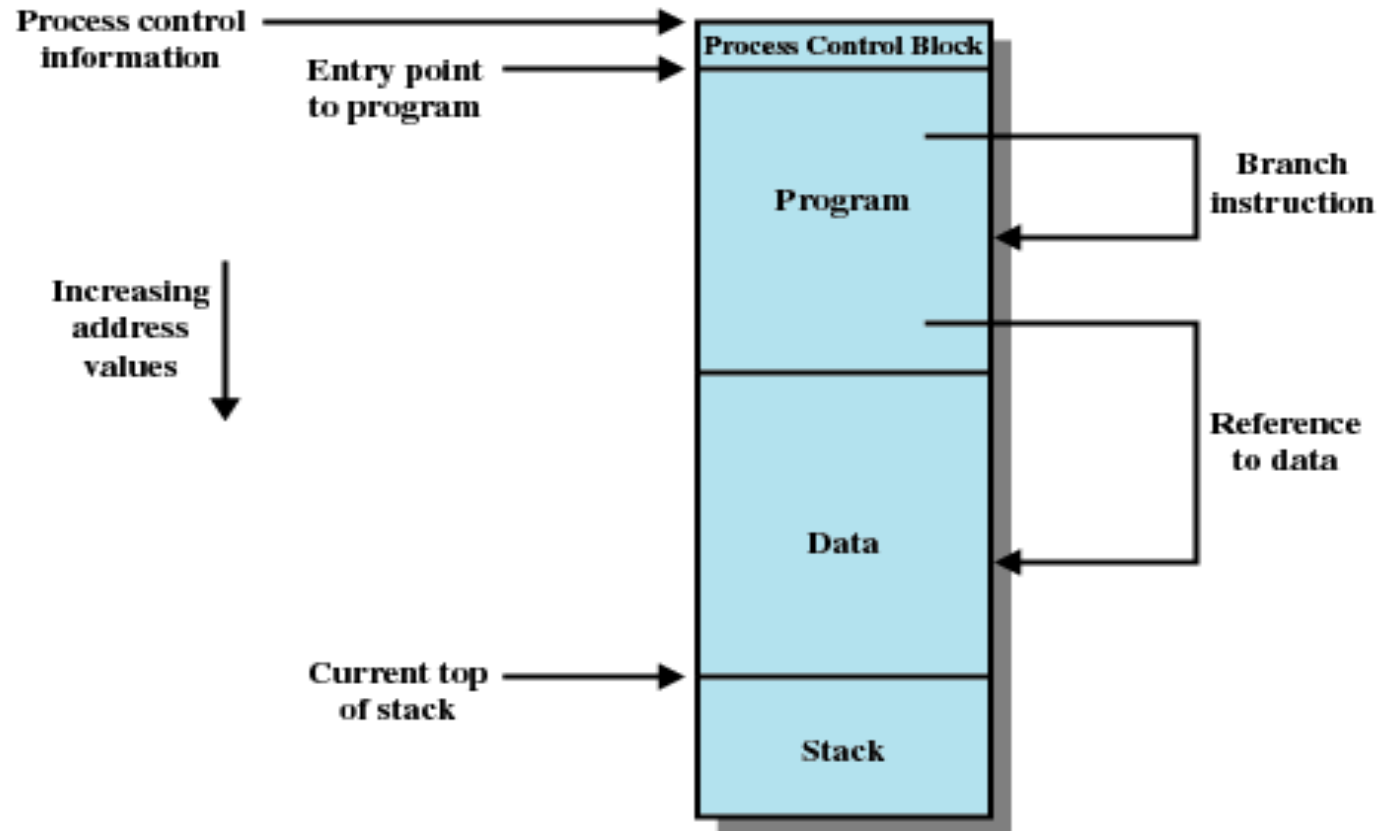 Process control
information
Process Control Block
Entry point
to program
Branch
instruction
Program
Increasing
address
values
Reference
to data
Data
Current top
of stack
Stack